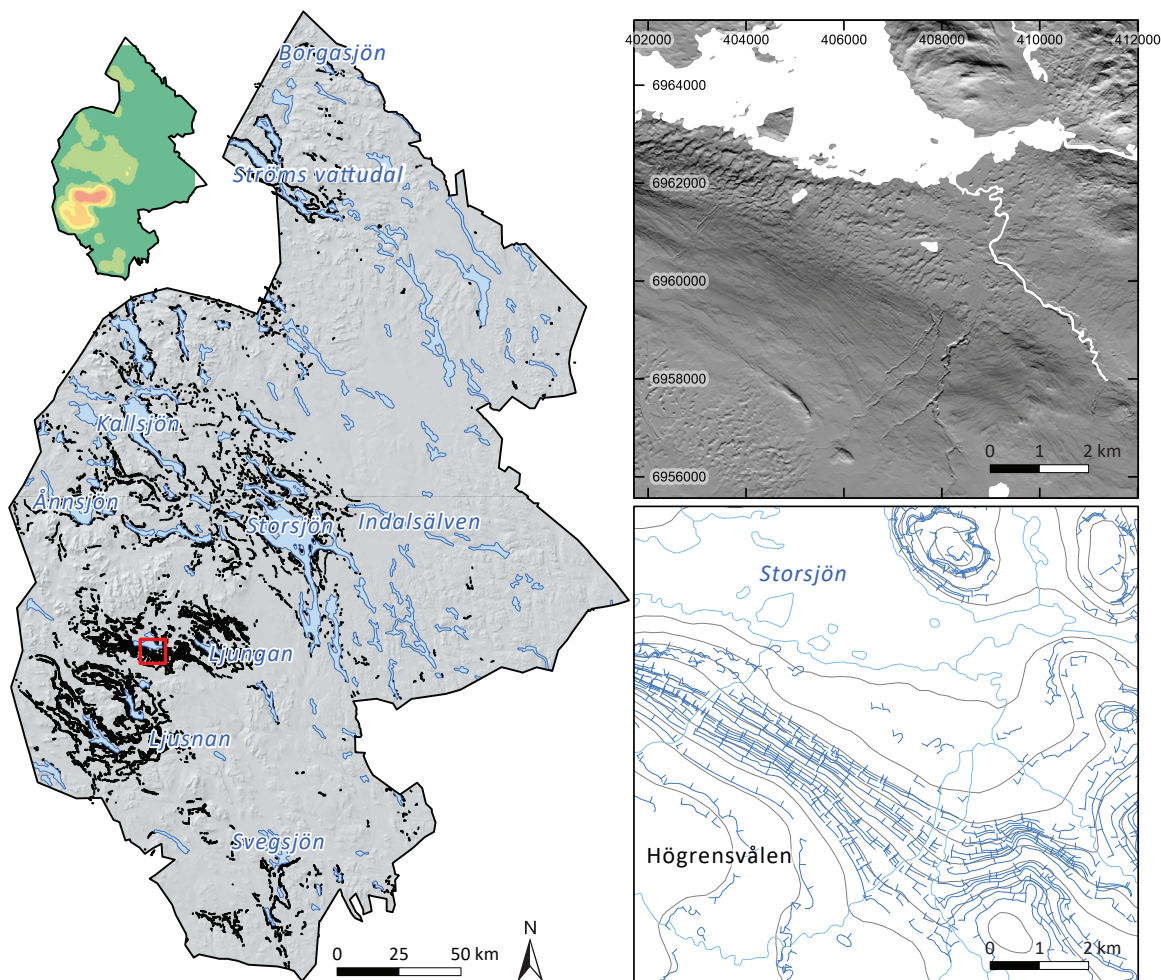 Borgasjön
Ströms vattudal
Kallsjön
Ånnsjön
Storsjön
Indalsälven
Ljungan
Ljusnan
Svegsjön
0 25 50 km
N
402000 404000 406000 408000 410000 412000
6964000
6962000
6960000
6958000
6956000
0 1 2 km
Storsjön
Högrensvålen
0 1 2 km